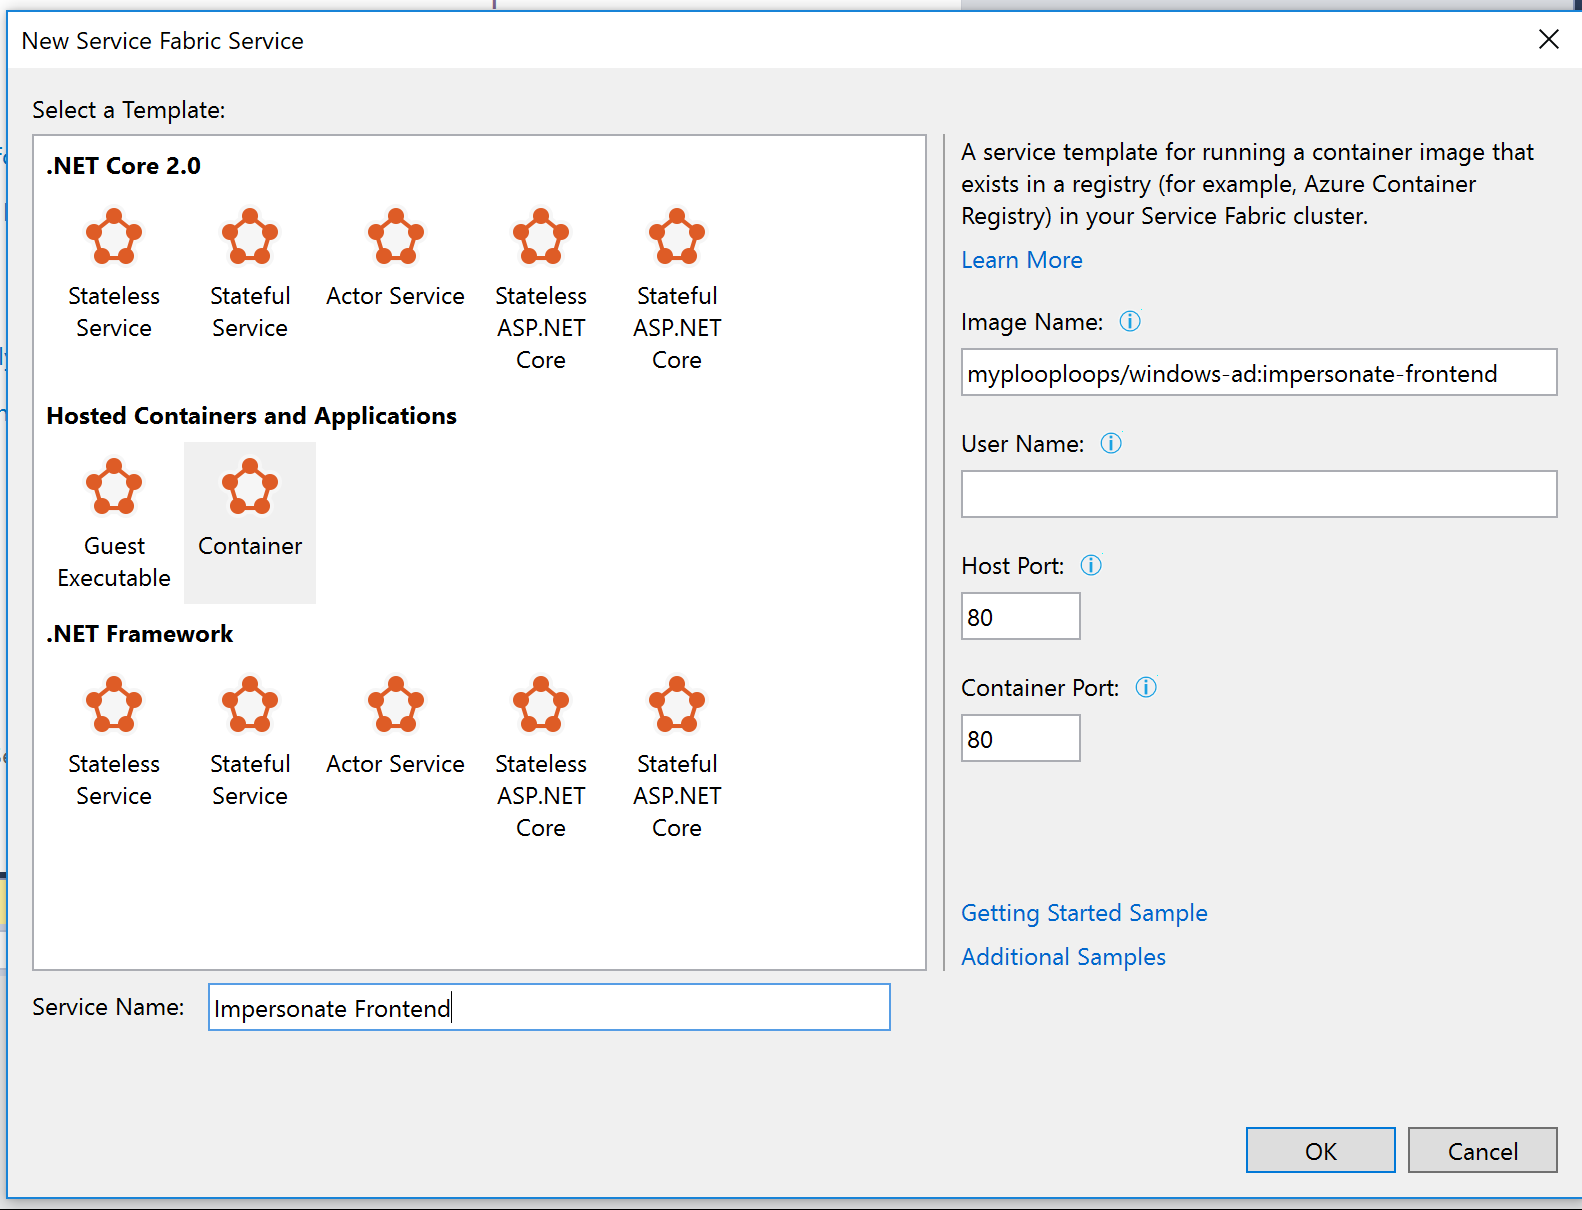 New Service Fabric Service
Select a Template:
.NET Core 2.0
Stateless
Service
Stateful
Service
Actor Service
Stateless
ASP.NET
Core
Stateful
ASP.NET
Core
Hosted Containers and Applications
Guest
Executable
Container
.NET Framework
Stateless
Service
Stateful
Service
Actor Service
Stateless
ASP.NET
Core
Stateful
ASP.NET
Core
A service template for running a container image that
exists in a registry (for example, Azure Container
Registry) in your Service Fabric cluster.
Learn More
Image Name:
myplooploops/windows-ad:impersonate-frontend
User Name:
Host Port:
80
Container Port:
80
Getting Started Sample
Additional Samples
Service Name:
Impersonate Frontend
OK
Cancel